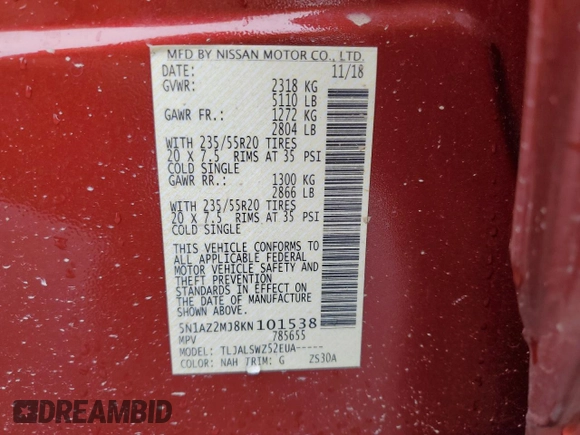 MFD BY NISSAN MOTOR CO., LTD.
DATE: 11/18
GVWR: 2318 KG
5110 LB
GAWR FR.: 1272 KG
2804 LB
WITH 235/55R20 TIRES
20 X 7.5 RIMS AT 35 PSI
COLD SINGLE
GAWR RR.: 1300 KG
2866 LB
WITH 235/55R20 TIRES
20 X 7.5 RIMS AT 35 PSI
COLD SINGLE
THIS VEHICLE CONFORMS TO
ALL APPLICABLE FEDERAL
MOTOR VEHICLE SAFETY AND
THEFT PREVENTION
STANDARDS IN EFFECT ON
THE DATE OF MANUFACTURE
SHOWN ABOVE.
5N1AZ2MJ8KN101538
MPV 785655
MODEL: TLJALSWZ52EUA-----
COLOR: NAH TRIM: G ZS30A
DREAMBID